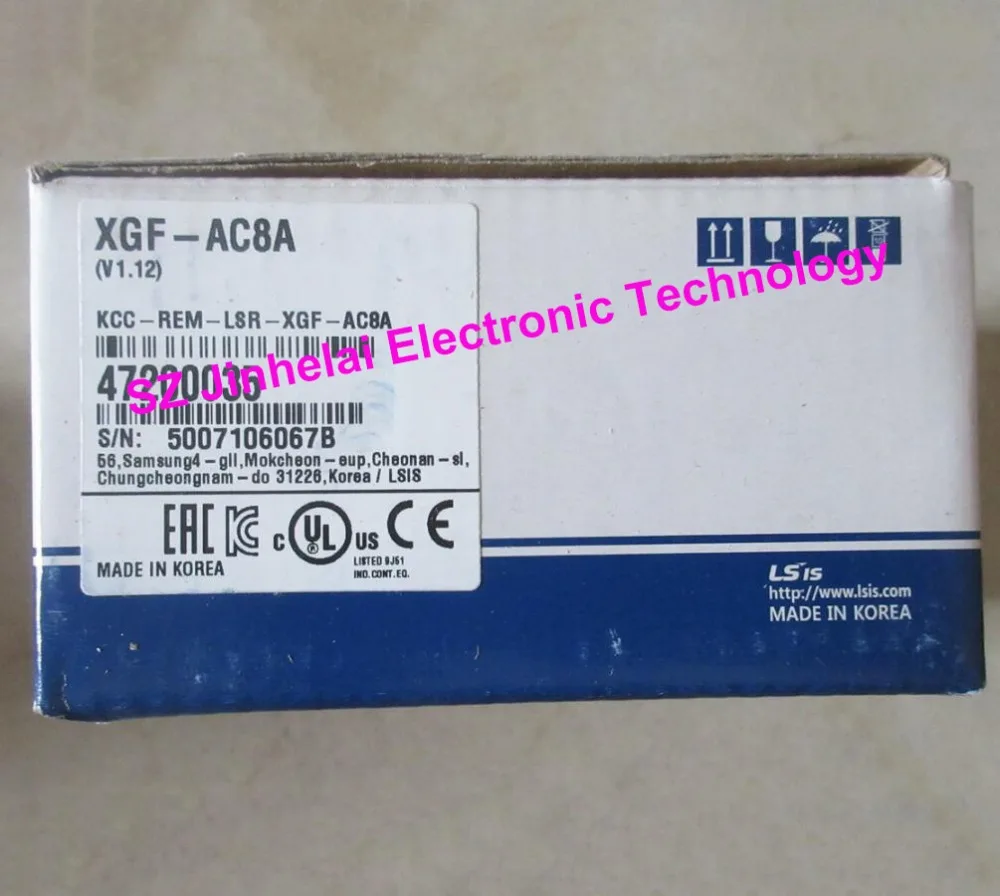 XGF-AC8A
(V1.12)
KCC-REM-LSR-XGF-AC8A
SZ Jinhelai Electronic Technology
S/N: 5007106067B
56,Samsung4-gil,Mokcheon-eup,Cheonan-si,
Chungcheongnam-do 31226,Korea / LSIS
EAC
c UL US CE
LISTED 9J51
IND.CONT.EQ.
MADE IN KOREA
LSIS
http://www.lsis.com
MADE IN KOREA